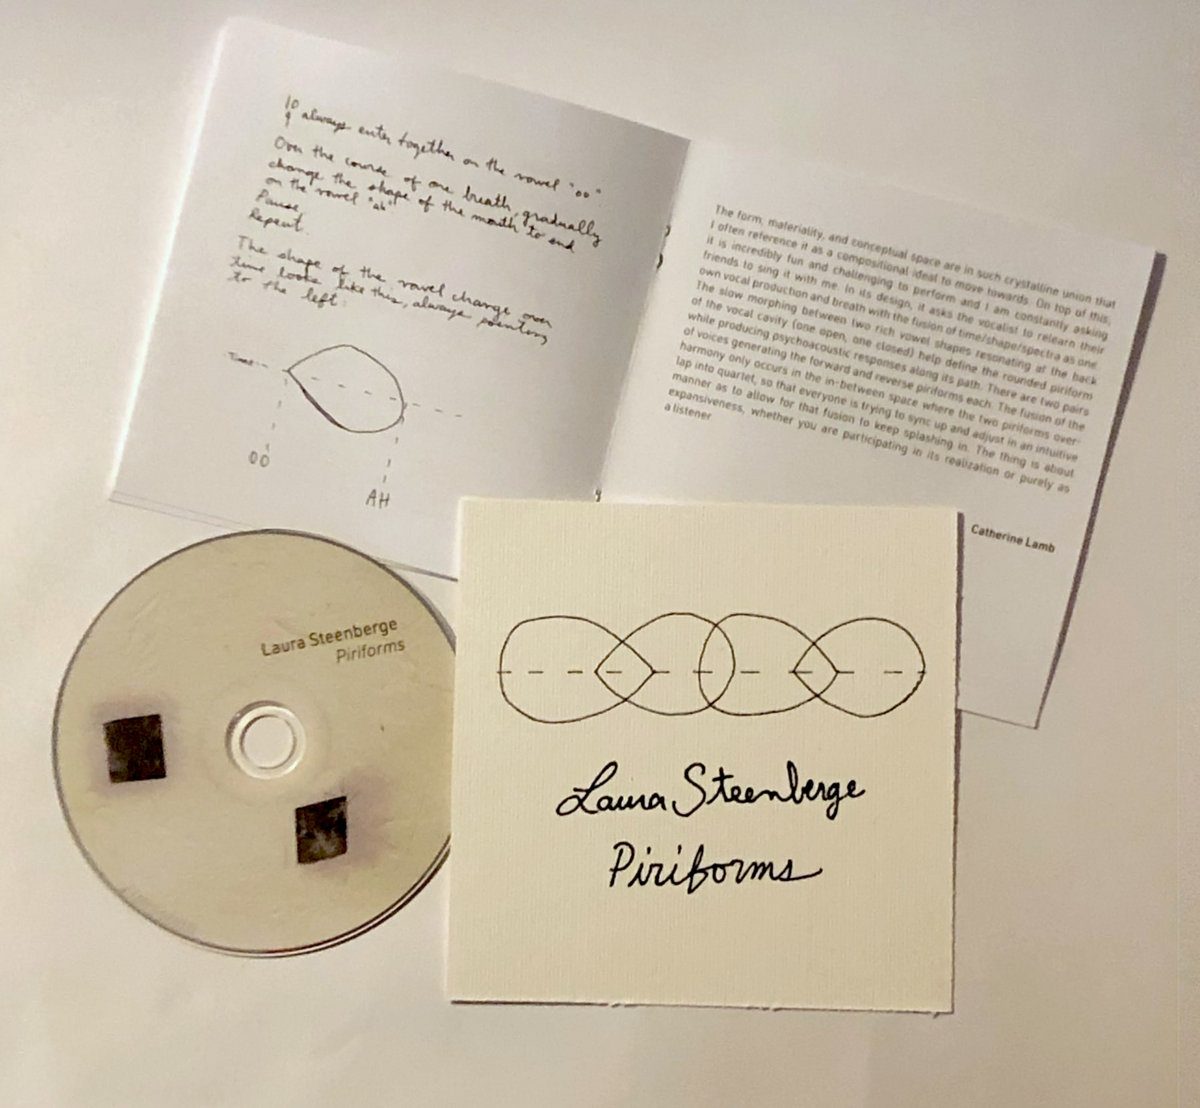 10
9 always enter together on the vowel "oo".
Over the course of one breath, gradually
change the shape of the mouth to end
on the vowel "ah"
Pause.
Repeat.
The shape of the vowel change over
time looks like this, always pointing
to the left:
Time
OO
AH
The form, materiality, and conceptual space are in such crystalline union that
I often reference it as a compositional ideal to move towards. On top of this,
it is incredibly fun and challenging to perform and I am constantly asking
friends to sing it with me. In its design, it asks the vocalist to relearn their
own vocal production and breath with the fusion of time/shape/spectra as one.
The slow morphing between two rich vowel shapes resonating at the back
of the vocal cavity (one open, one closed) help define the rounded piriform
while producing psychoacoustic responses along its path. There are two pairs
of voices generating the forward and reverse piriforms each. The fusion of the
harmony only occurs in the in-between space where the two piriforms over-
lap into quartet, so that everyone is trying to sync up and adjust in an intuitive
manner as to allow for that fusion to keep splashing in. The thing is about
expansiveness, whether you are participating in its realization or purely as
a listener
Catherine Lamb
Laura Steenberge
Piriforms
Laura Steenberge
Piriforms